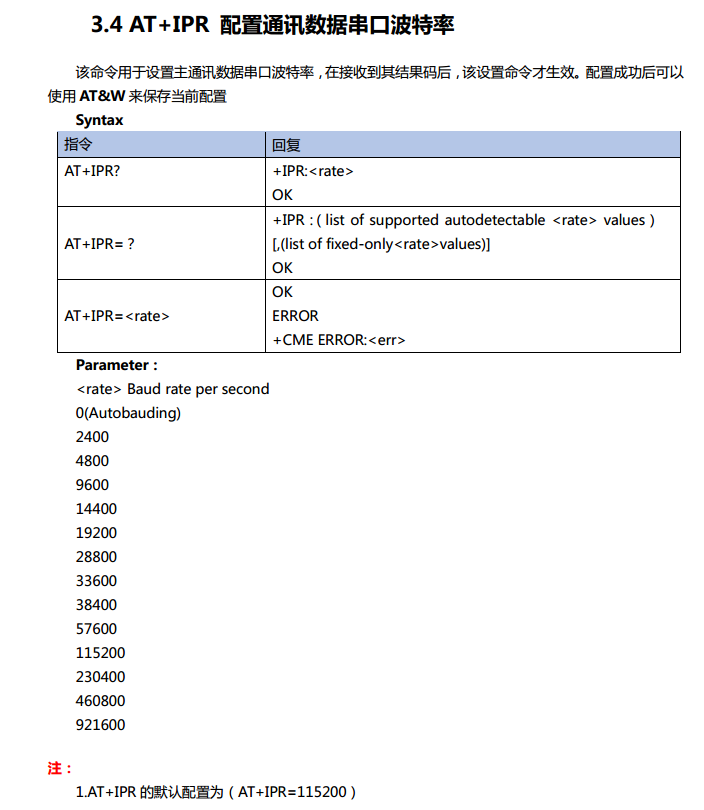 3.4 AT+IPR 配置通讯数据串口波特率
该命令用于设置主通讯数据串口波特率，在接收到其结果码后，该设置命令才生效。配置成功后可以
使用 AT&W 来保存当前配置
Syntax
指令 回复
AT+IPR? +IPR:<rate>
OK
+IPR：( list of supported autodetectable <rate> values )
AT+IPR=？ [,(list of fixed-only<rate>values)]
OK
OK
AT+IPR=<rate> ERROR
+CME ERROR:<err>
Parameter：
<rate> Baud rate per second
0(Autobauding)
2400
4800
9600
14400
19200
28800
33600
38400
57600
115200
230400
460800
921600
注：
1.AT+IPR 的默认配置为（AT+IPR=115200）